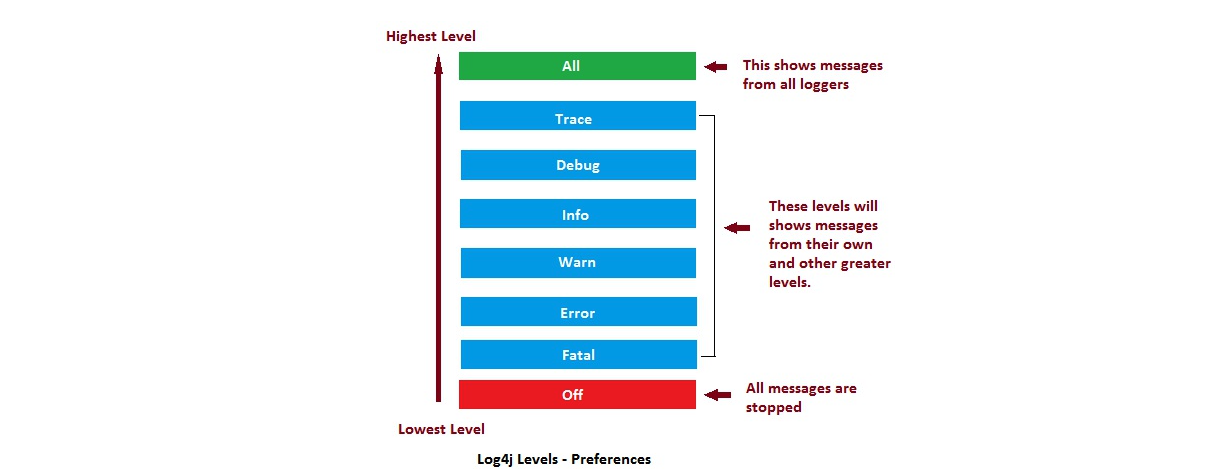 Highest Level
All
This shows messages
from all loggers
Trace
Debug
Info
Warn
Error
Fatal
These levels will
shows messages
from their own
and other greater
levels.
Off
All messages are
stopped
Lowest Level
Log4j Levels - Preferences